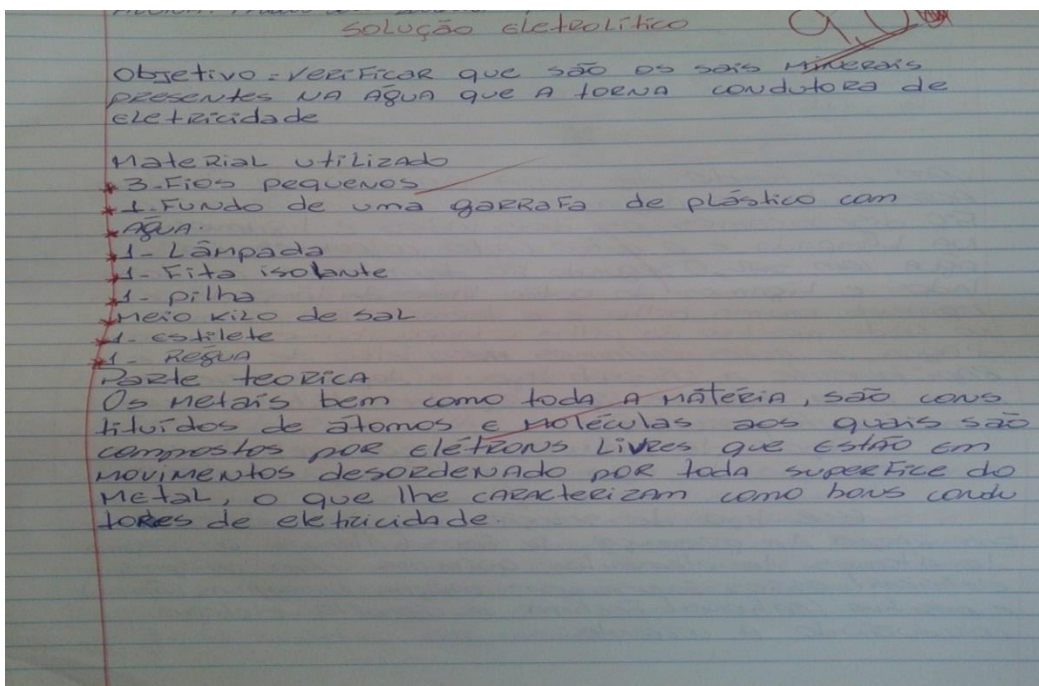 Solução eletrolítico
9,0
Objetivo: Verificar que são os sais minerais
presentes na água que a torna condutora de
eletricidade
Material utilizado
3-Fios pequenos
1-Fundo de uma garrafa de plástico com
água.
1-Lâmpada
1-Fita isolante
1-pilha
Meio kilo de sal
1-estilete
1-Régua
Parte teorica
Os Metais bem como toda a matéria, são cons
tituídos de átomos e moléculas aos quais são
compostos por elétrons livres que estão em
movimentos desordenado por toda superfice do
Metal, o que lhe caracterizam como bons condu
tores de eletricidade.